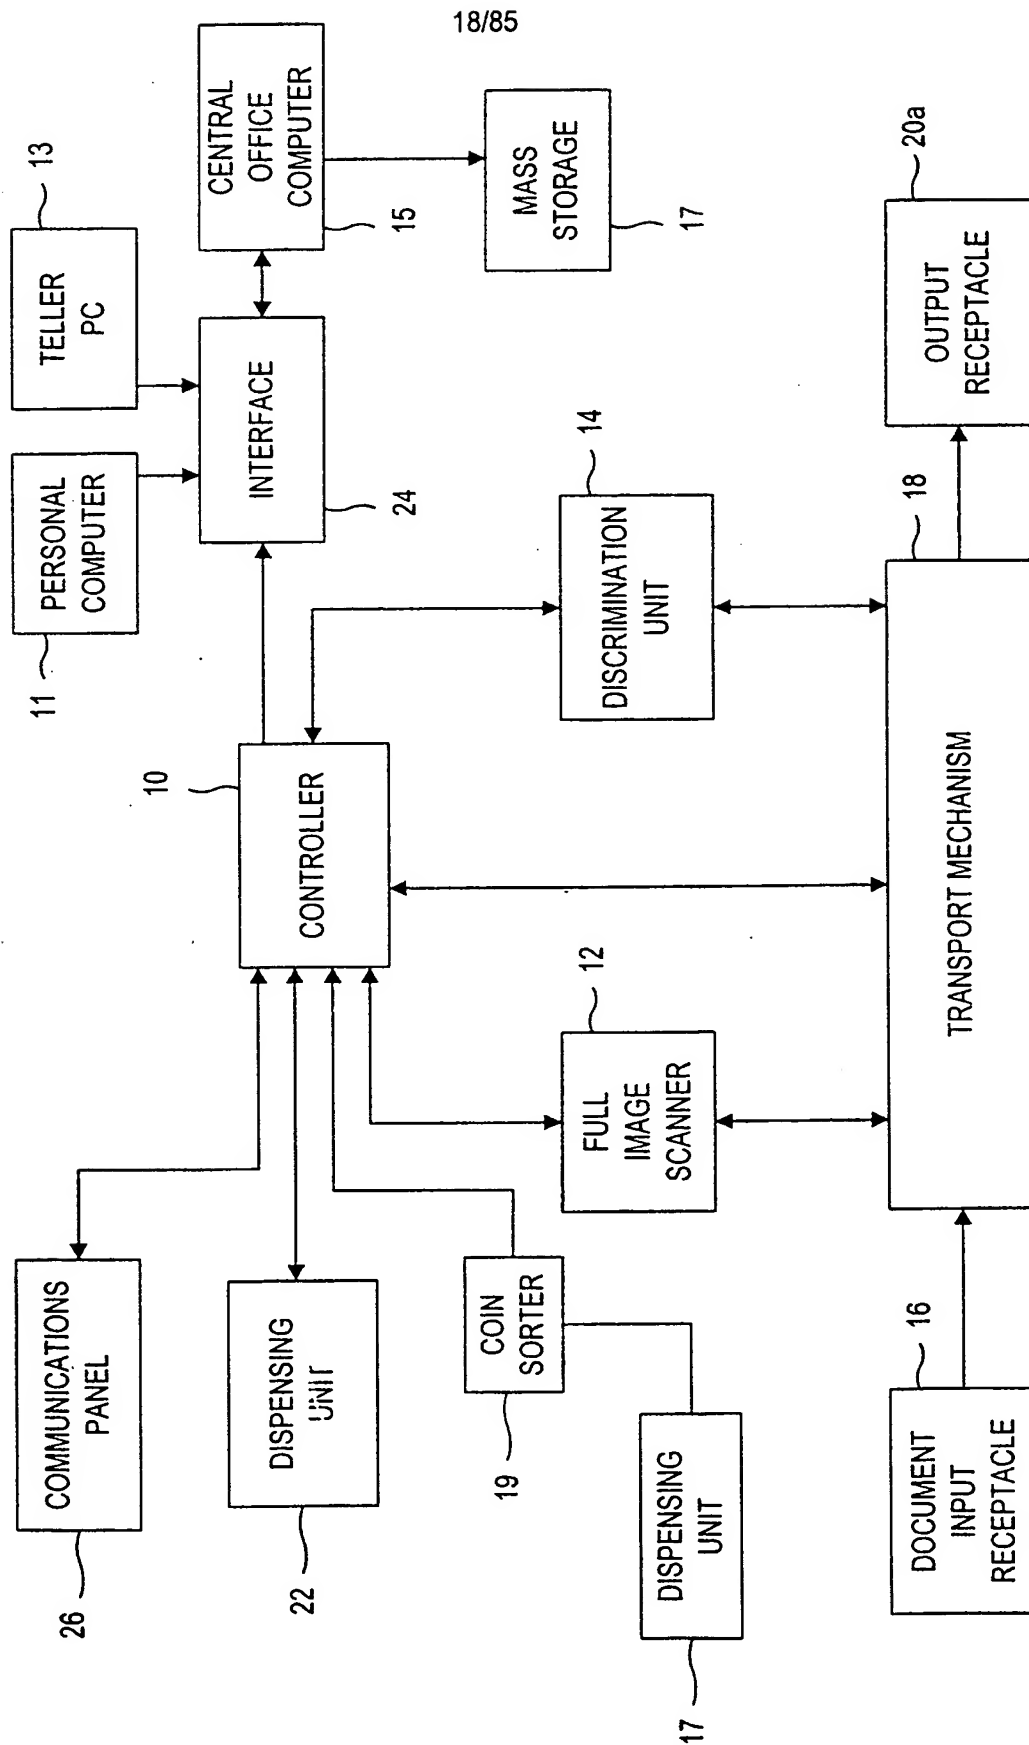 18/85
COMMUNICATIONS
PANEL
26
DISPENSING
UNIT
22
COIN
SORTER
19
DISPENSING
UNIT
17
DOCUMENT
INPUT
RECEPTACLE
16
FULL
IMAGE
SCANNER
12
CONTROLLER
10
DISCRIMINATION
UNIT
14
TRANSPORT MECHANISM
18
OUTPUT
RECEPTACLE
20a
PERSONAL
COMPUTER
11
TELLER
PC
13
INTERFACE
24
CENTRAL
OFFICE
COMPUTER
15
MASS
STORAGE
17